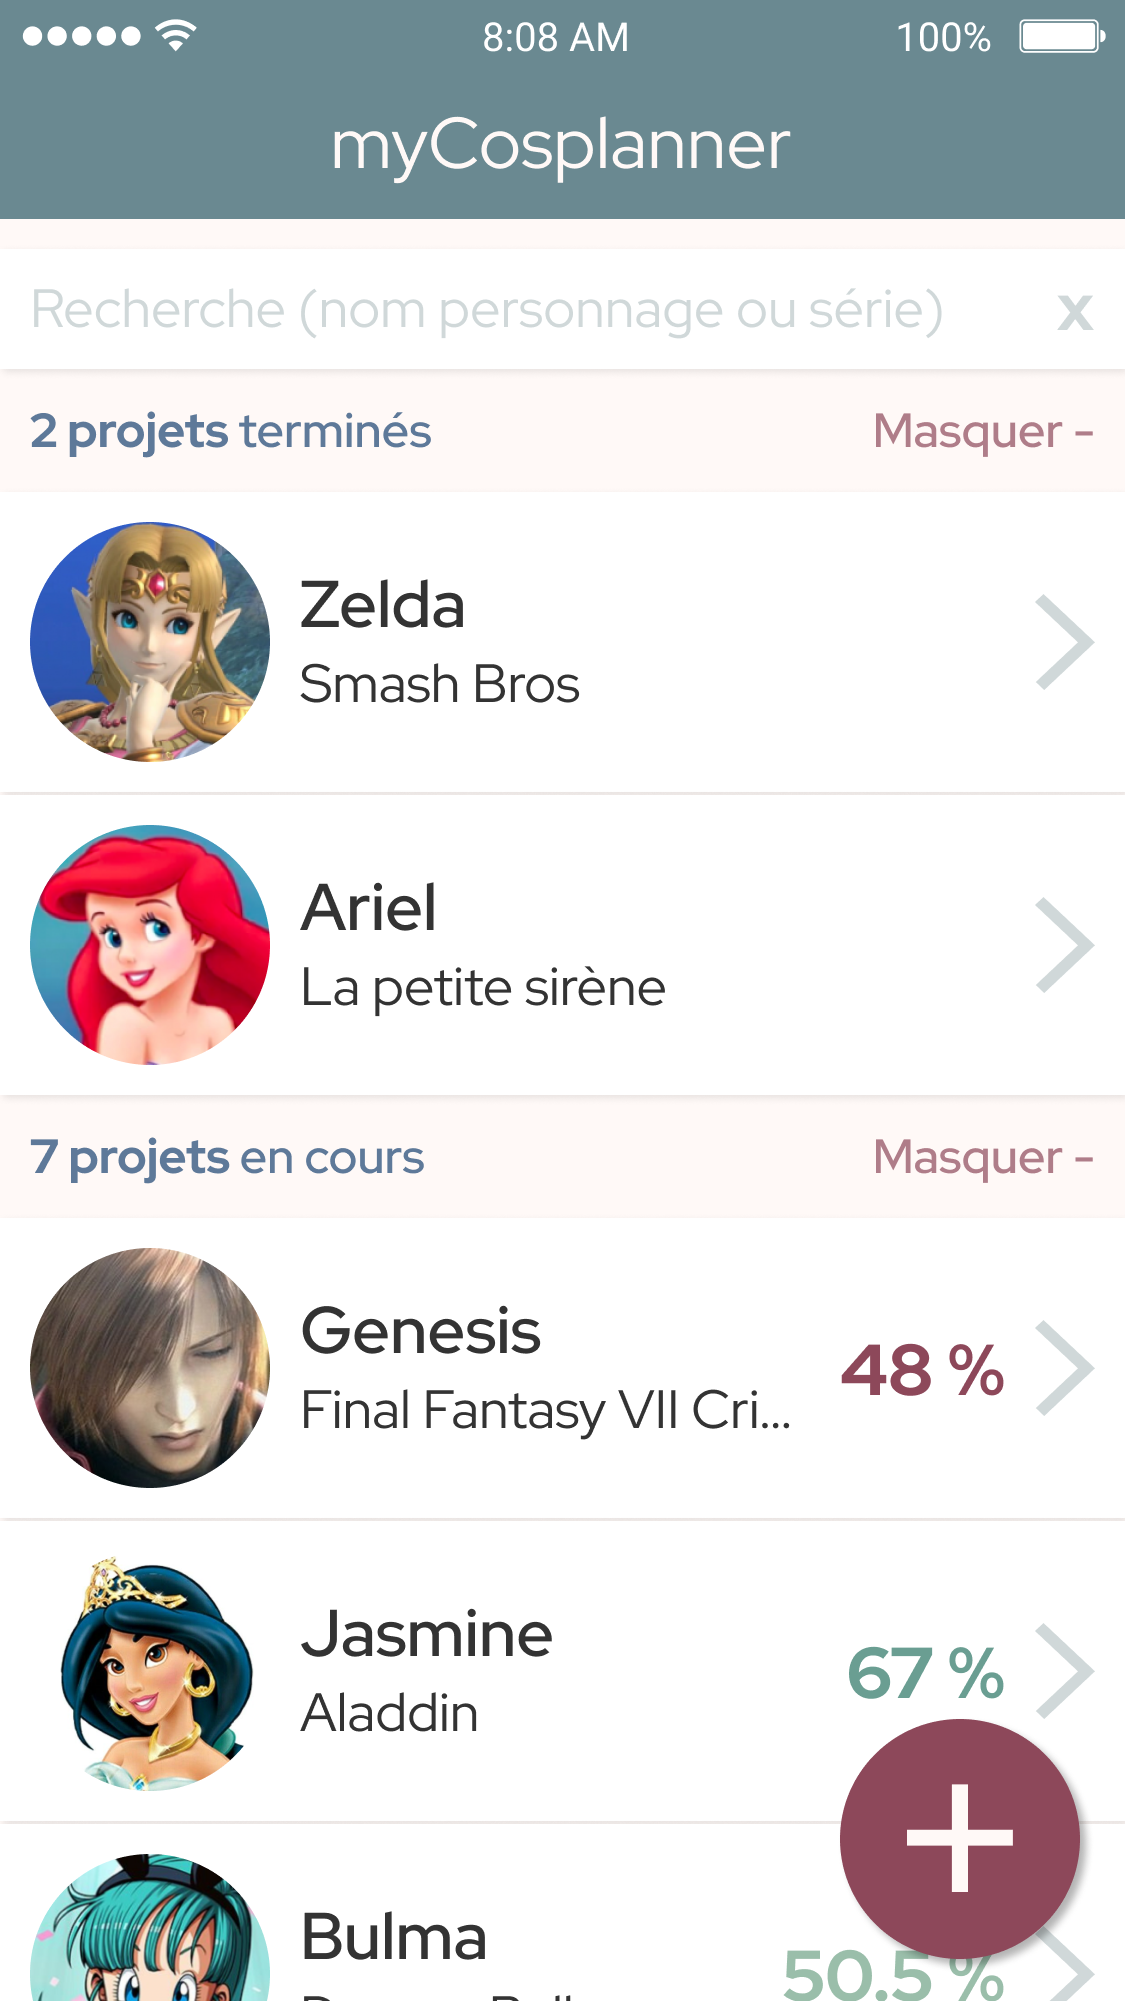 8:08 AM
100%
myCosplanner
Recherche (nom personnage ou série)
x
2 projets terminés
Masquer -
Zelda
Smash Bros
Ariel
La petite sirène
7 projets en cours
Masquer -
Genesis
Final Fantasy VII Cri...
48 %
Jasmine
Aladdin
67 %
Bulma
50.5 %